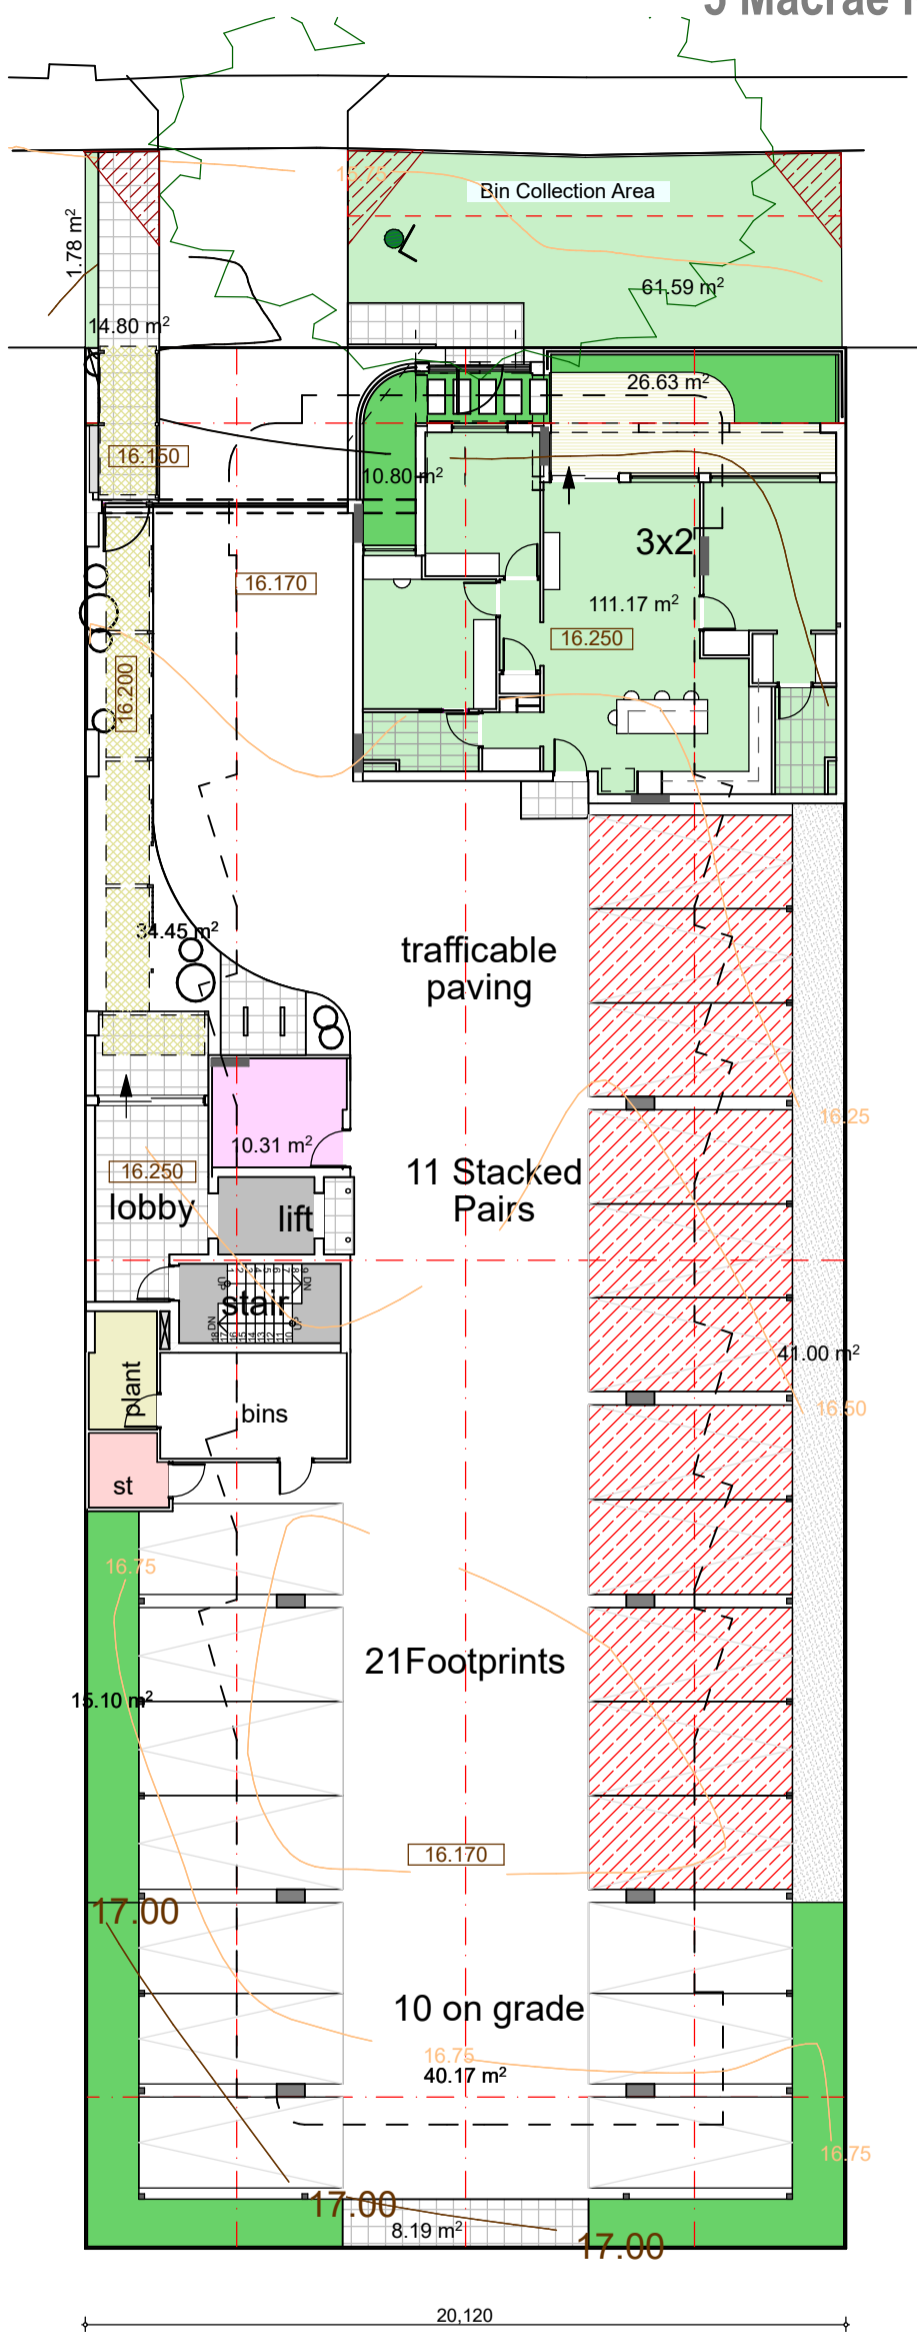 Bin Collection Area
1.78 m²
61.59 m²
14.80 m²
26.63 m²
16.150
10.80 m²
3x2
16.170
111.17 m²
16.250
16.200
34.45 m²
trafficable
paving
16.25
10.31 m²
11 Stacked
Pairs
16.250
lobby
lift
stair
UP
DN
DN
41.00 m²
plant
16.50
bins
st
16.75
21Footprints
15.10 m²
16.170
17.00
10 on grade
16.75
40.17 m²
16.75
17.00
8.19 m²
17.00
20,120